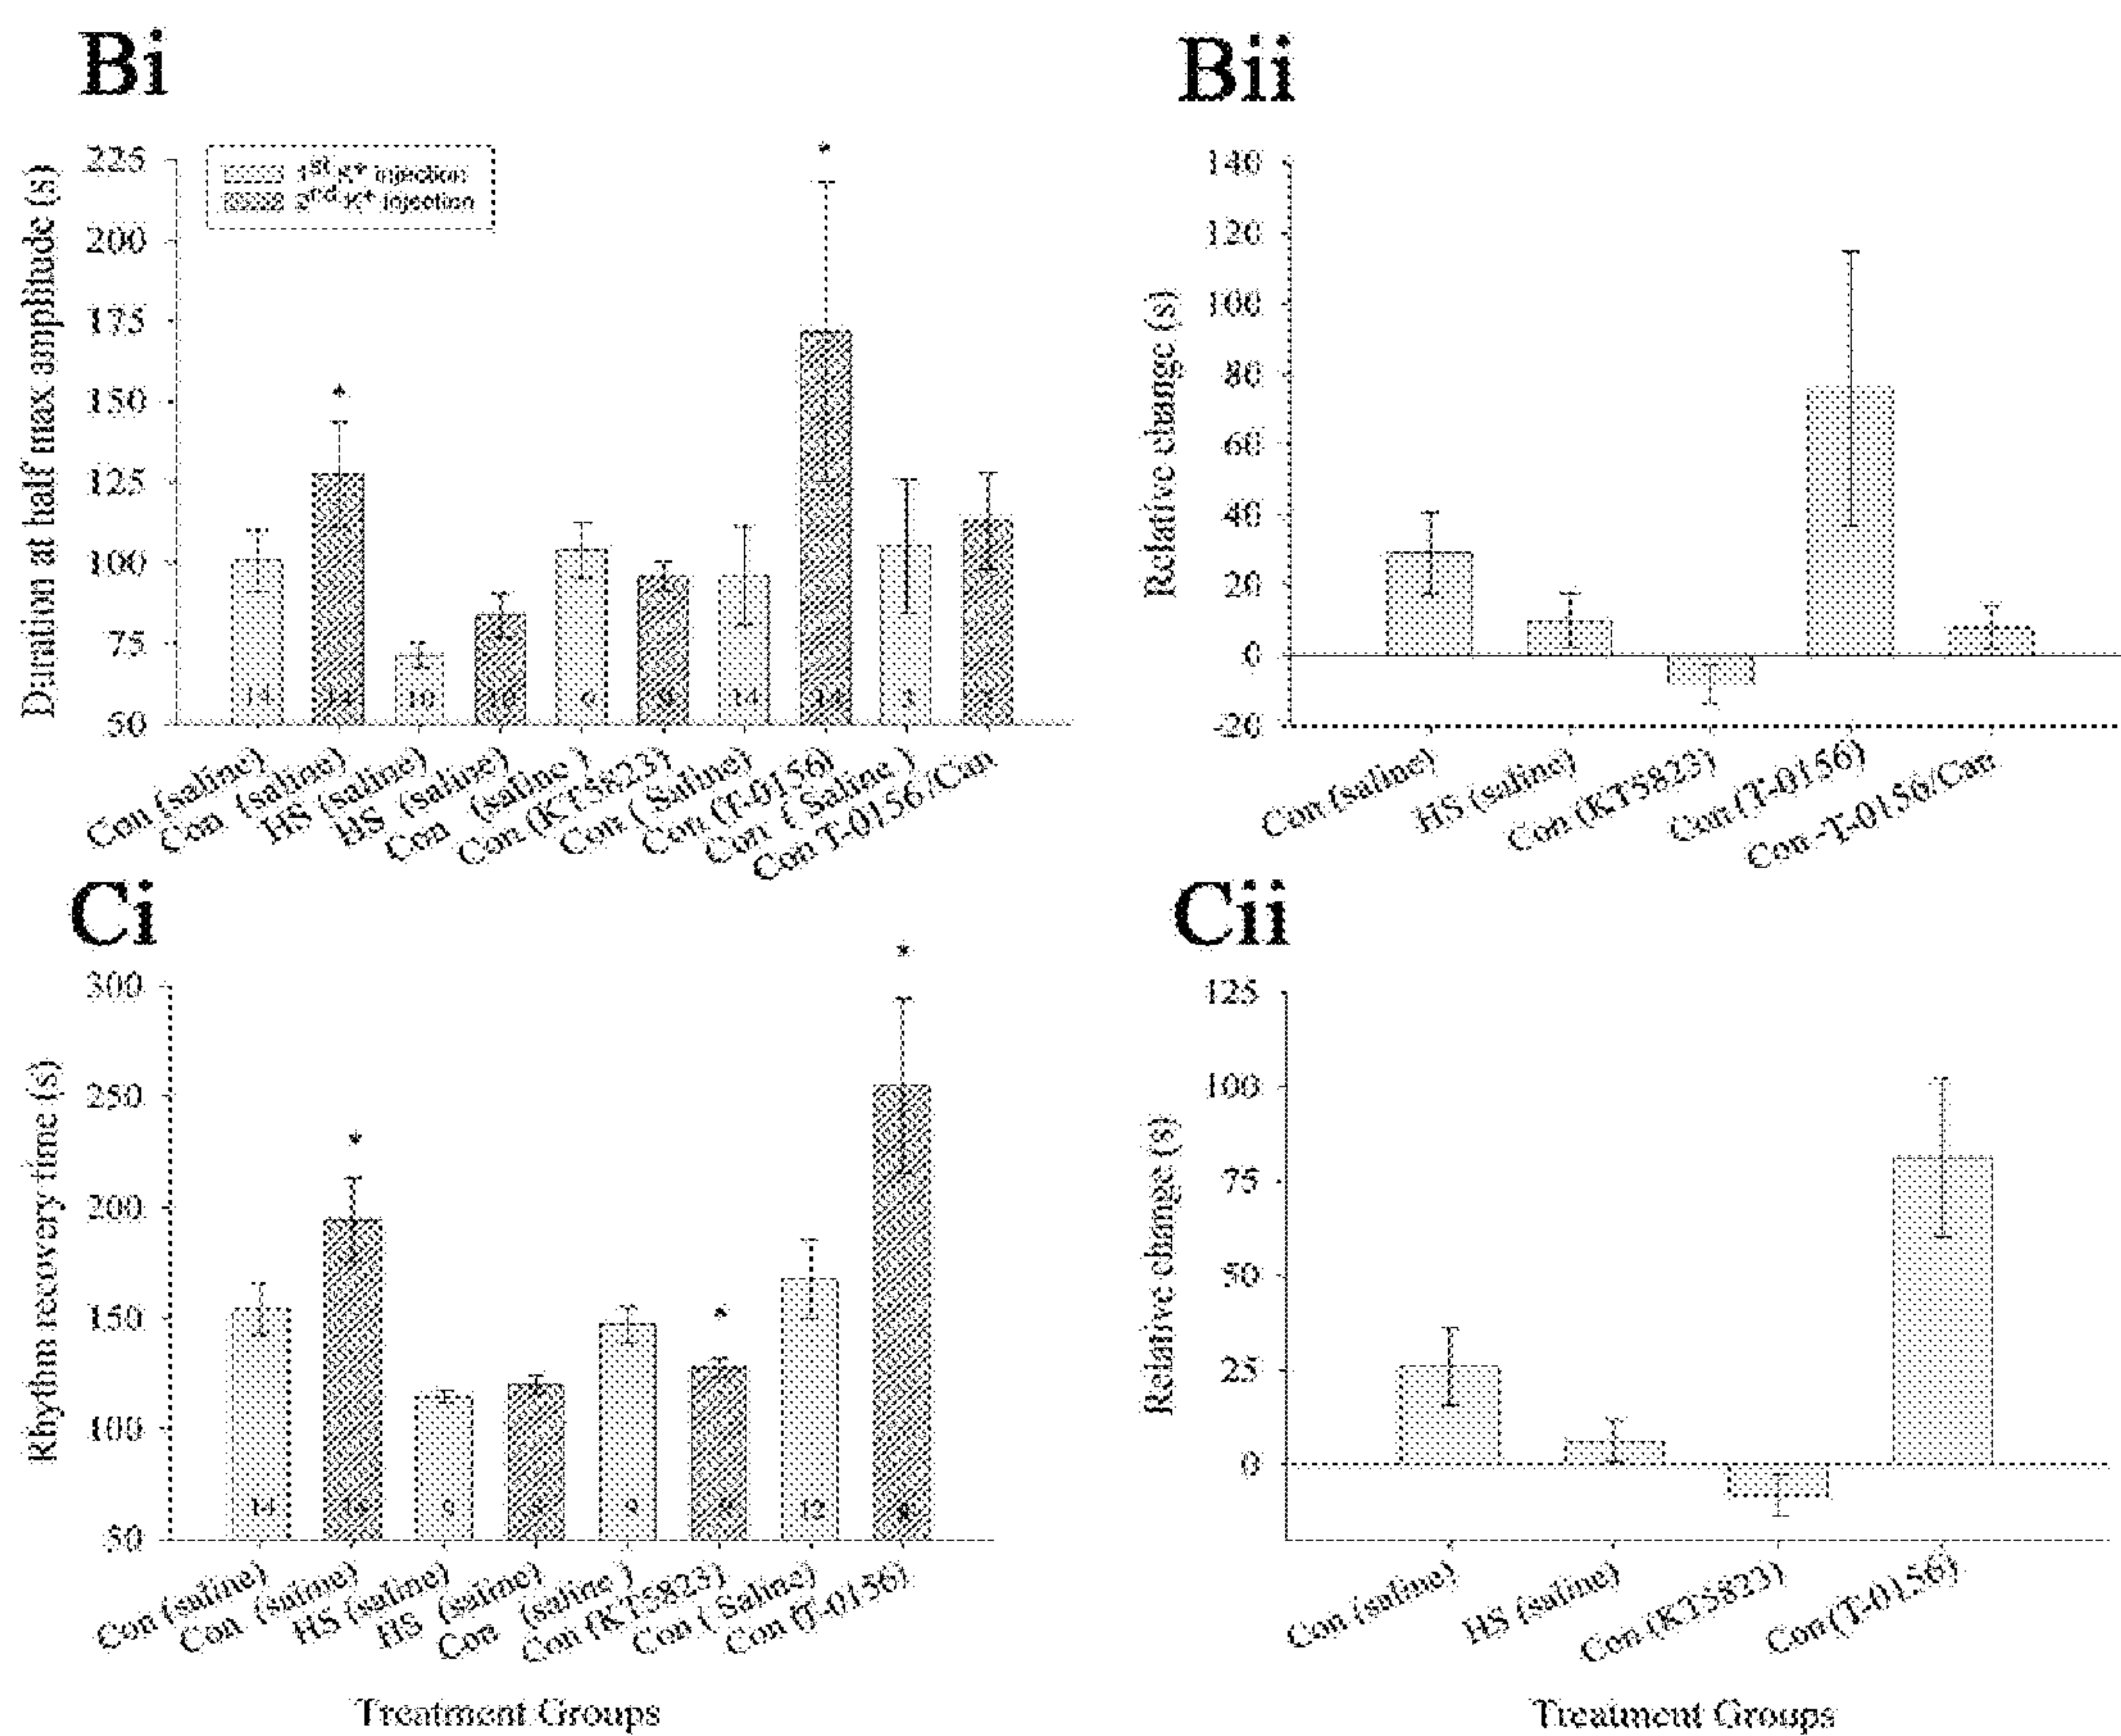 Bi
Duration at half max amplitude (s)
225
200
175
150
125
100
75
50
1st K+ injection
2nd K+ injection
*
*
14
14
10
10
9
9
14
14
Con (saline)
Con (saline)
HS (saline)
HS (saline)
Con (saline )
Con (KT5823)
Con ( Saline)
Con (T-0156)
Con ( Saline )
Con T-0156/Can
Bii
Relative change (s)
140
120
100
80
60
40
20
0
-20
Con (saline)
HS (saline)
Con (KT5823)
Con (T-0156)
Con -T-0156/Can
Ci
Rhythm recovery time (s)
300
250
200
150
100
50
*
*
*
14
14
9
9
9
9
12
Con (saline)
Con (saline)
HS (saline)
HS (saline)
Con (saline )
Con (KT5823)
Con ( Saline)
Con (T-0156)
Treatment Groups
Cii
Relative change (s)
125
100
75
50
25
0
Con (saline)
HS (saline)
Con (KT5823)
Con (T-0156)
Treatment Groups